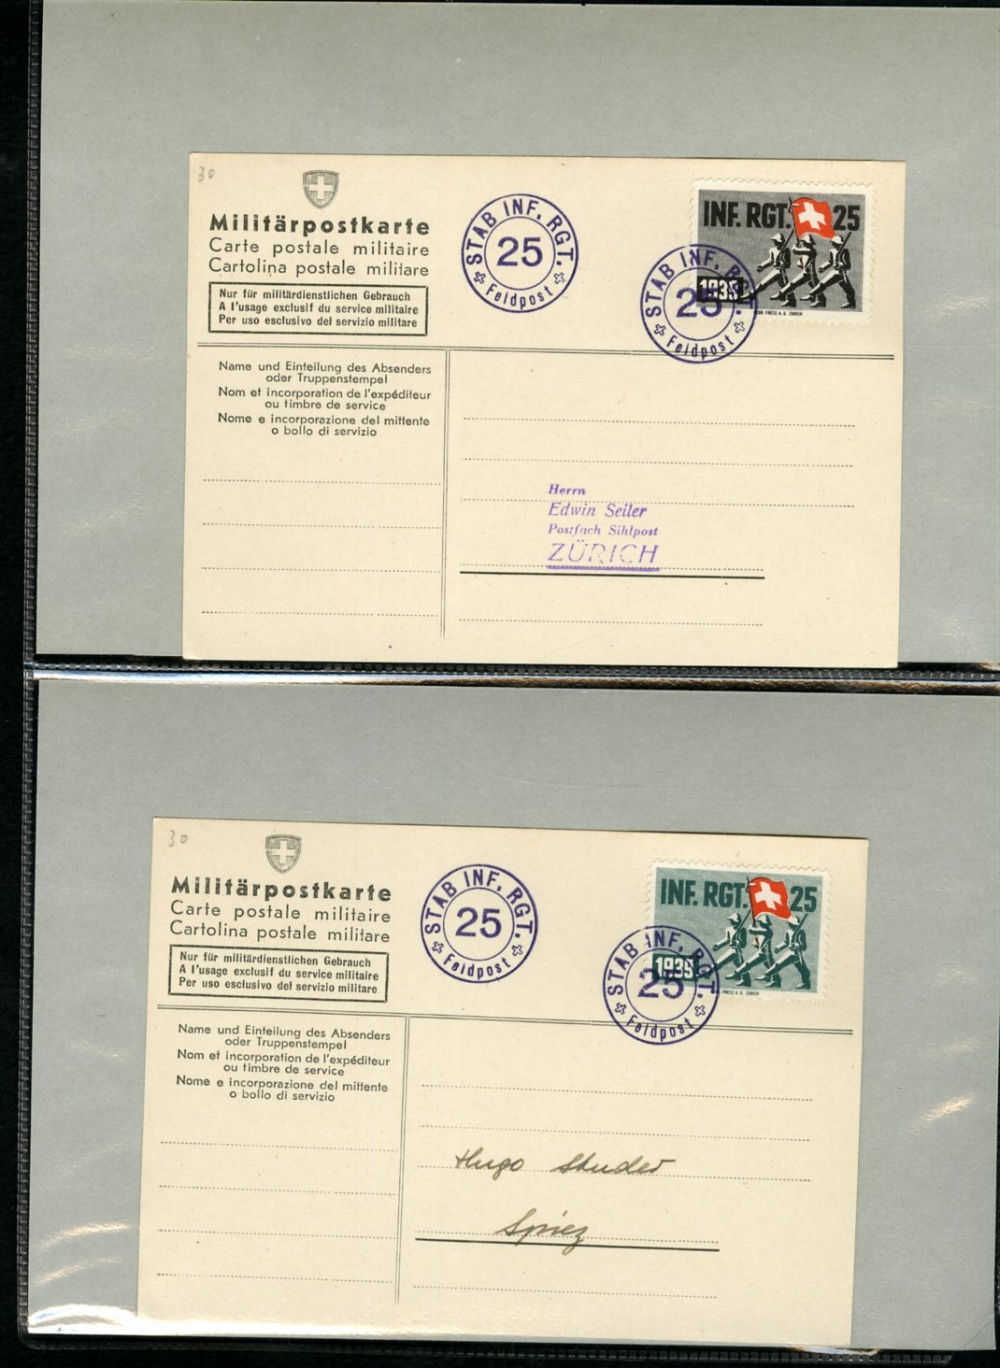 30
Militärpostkarte
Carte postale militaire
Cartolina postale militare
Nur für militärdienstlichen Gebrauch
A l'usage exclusif du service militaire
Per uso esclusivo del servizio militare
STAB INF. RGT.
25
Feldpost
INF. RGT. 25
1939
STAB INF. RGT.
25
Feldpost
Name und Einteilung des Absenders
oder Truppenstempel
Nom et incorporation de l'expéditeur
ou timbre de service
Nome e incorporazione del mittente
o bollo di servizio
Herrn
Edwin Seiler
Postfach Sihlpost
ZÜRICH
30
Militärpostkarte
Carte postale militaire
Cartolina postale militare
Nur für militärdienstlichen Gebrauch
A l'usage exclusif du service militaire
Per uso esclusivo del servizio militare
STAB INF. RGT.
25
Feldpost
INF. RGT. 25
1939
STAB INF. RGT.
25
Feldpost
Name und Einteilung des Absenders
oder Truppenstempel
Nom et incorporation de l'expéditeur
ou timbre de service
Nome e incorporazione del mittente
o bollo di servizio
Hugo Studer
Spiez